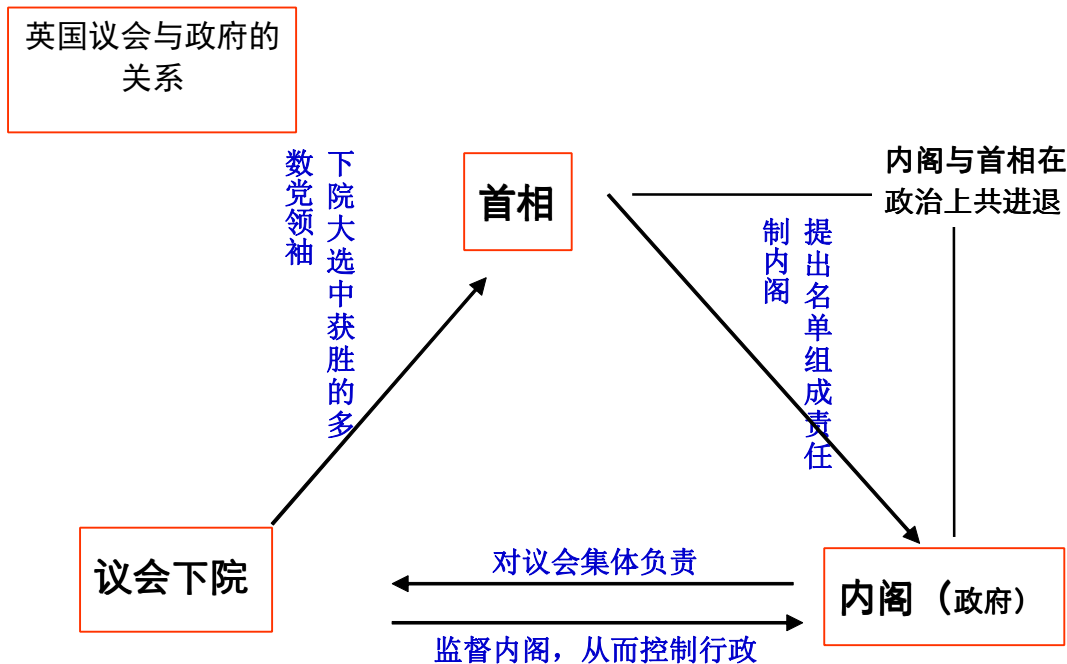 英国议会与政府的
关系
下院大选中获胜的多
数党领袖
首相
内阁与首相在
政治上共进退
提出名单组成责任
制内阁
议会下院
对议会集体负责
内阁（政府）
监督内阁，从而控制行政